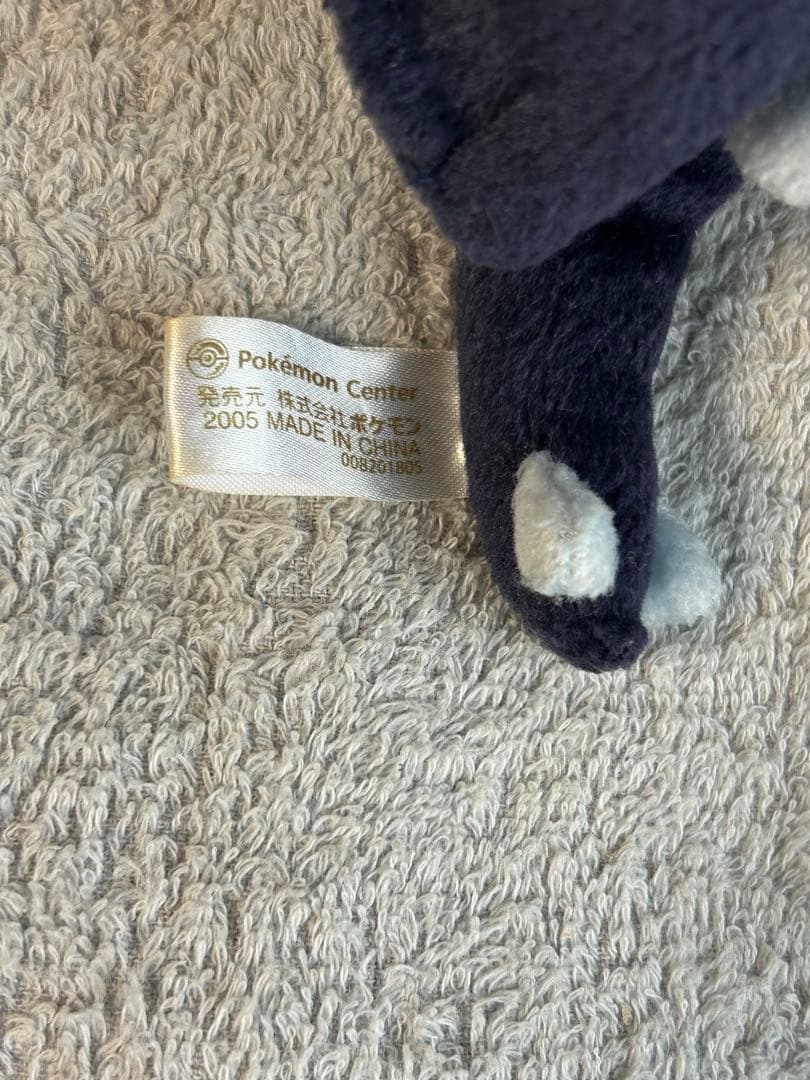 Pokémon Center
発売元 株式会社ポケモン
2005 MADE IN CHINA
008201805